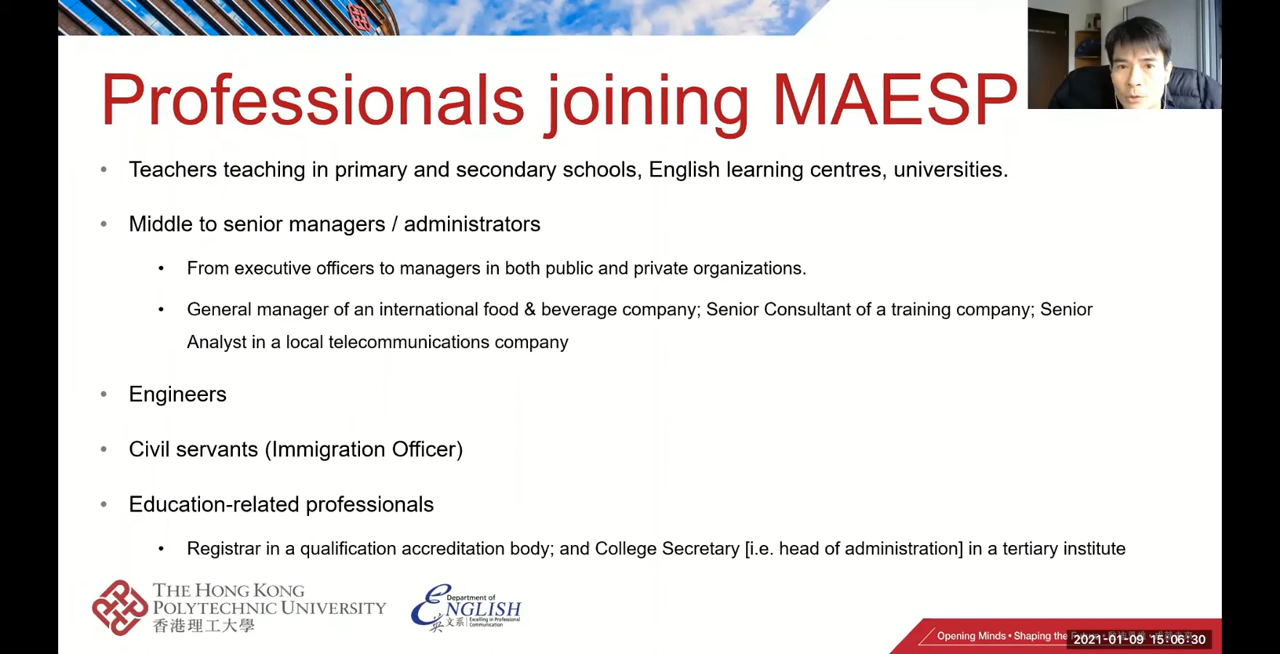 Professionals joining MAESP
• Teachers teaching in primary and secondary schools, English learning centres, universities.
• Middle to senior managers / administrators
• From executive officers to managers in both public and private organizations.
• General manager of an international food & beverage company; Senior Consultant of a training company; Senior
Analyst in a local telecommunications company
• Engineers
• Civil servants (Immigration Officer)
• Education-related professionals
• Registrar in a qualification accreditation body; and College Secretary [i.e. head of administration] in a tertiary institute
THE HONG KONG
POLYTECHNIC UNIVERSITY
香港理工大學
Department of
ENGLISH
英文系
Excelling in Professional
Communication
Opening Minds • Shaping the
2021-01-09 15:06:30